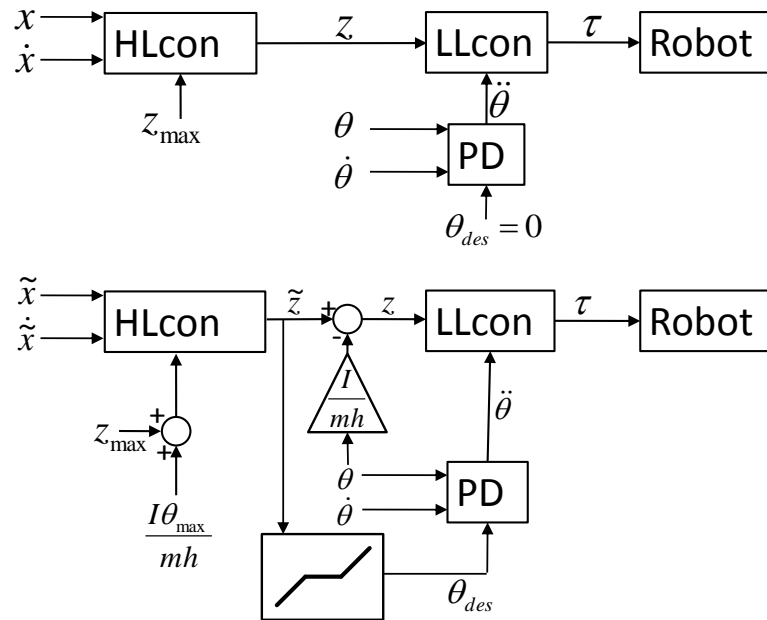 x
ẋ
HLcon
z
LLcon
τ
Robot
z_max
θ̈
θ
θ̇
PD
θ_des = 0
x̃
x̃̇
HLcon
z̃
+
-
z
LLcon
τ
Robot
I
mh
θ̈
z_max
+
+
θ
θ̇
PD
Iθ_max
mh
θ_des